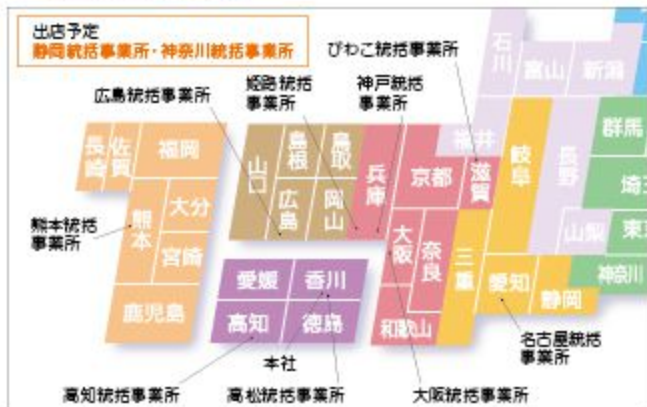 出店予定
静岡統括事業所・神奈川統括事業所
びわこ統括事業所
姫路統括
事業所
神戸統括
事業所
広島統括事業所
石川
富山
新潟
福井
群馬
長崎
佐賀
福岡
山口
島根
鳥取
兵庫
京都
滋賀
岐阜
長野
埼玉
熊本
大分
広島
岡山
大阪
奈良
三重
山梨
東京
熊本統括
事業所
宮崎
愛媛
香川
愛知
静岡
神奈川
鹿児島
高知
徳島
和歌山
名古屋統括
事業所
本社
高知統括事業所
高松統括事業所
大阪統括事業所